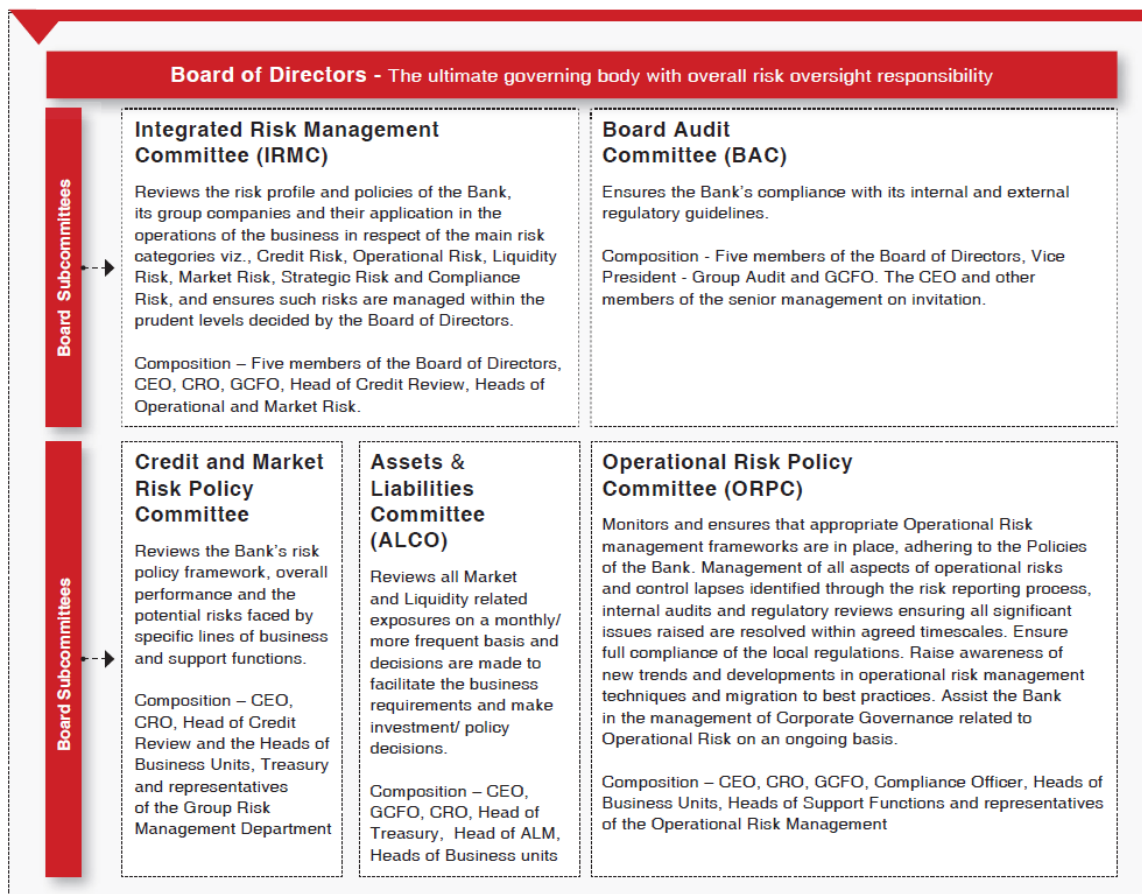 Board of Directors - The ultimate governing body with overall risk oversight responsibility
Board Subcommittees
Integrated Risk Management
Committee (IRMC)
Reviews the risk profile and policies of the Bank,
its group companies and their application in the
operations of the business in respect of the main risk
categories viz., Credit Risk, Operational Risk, Liquidity
Risk, Market Risk, Strategic Risk and Compliance
Risk, and ensures such risks are managed within the
prudent levels decided by the Board of Directors.
Composition – Five members of the Board of Directors,
CEO, CRO, GCFO, Head of Credit Review, Heads of
Operational and Market Risk.
Board Audit
Committee (BAC)
Ensures the Bank's compliance with its internal and external
regulatory guidelines.
Composition - Five members of the Board of Directors, Vice
President - Group Audit and GCFO. The CEO and other
members of the senior management on invitation.
Board Subcommittees
Credit and Market
Risk Policy
Committee
Reviews the Bank's risk
policy framework, overall
performance and the
potential risks faced by
specific lines of business
and support functions.
Composition – CEO,
CRO, Head of Credit
Review and the Heads of
Business Units, Treasury
and representatives
of the Group Risk
Management Department
Assets &
Liabilities
Committee
(ALCO)
Reviews all Market
and Liquidity related
exposures on a monthly/
more frequent basis and
decisions are made to
facilitate the business
requirements and make
investment/ policy
decisions.
Composition – CEO,
GCFO, CRO, Head of
Treasury, Head of ALM,
Heads of Business units
Operational Risk Policy
Committee (ORPC)
Monitors and ensures that appropriate Operational Risk
management frameworks are in place, adhering to the Policies
of the Bank. Management of all aspects of operational risks
and control lapses identified through the risk reporting process,
internal audits and regulatory reviews ensuring all significant
issues raised are resolved within agreed timescales. Ensure
full compliance of the local regulations. Raise awareness of
new trends and developments in operational risk management
techniques and migration to best practices. Assist the Bank
in the management of Corporate Governance related to
Operational Risk on an ongoing basis.
Composition – CEO, CRO, GCFO, Compliance Officer, Heads of
Business Units, Heads of Support Functions and representatives
of the Operational Risk Management